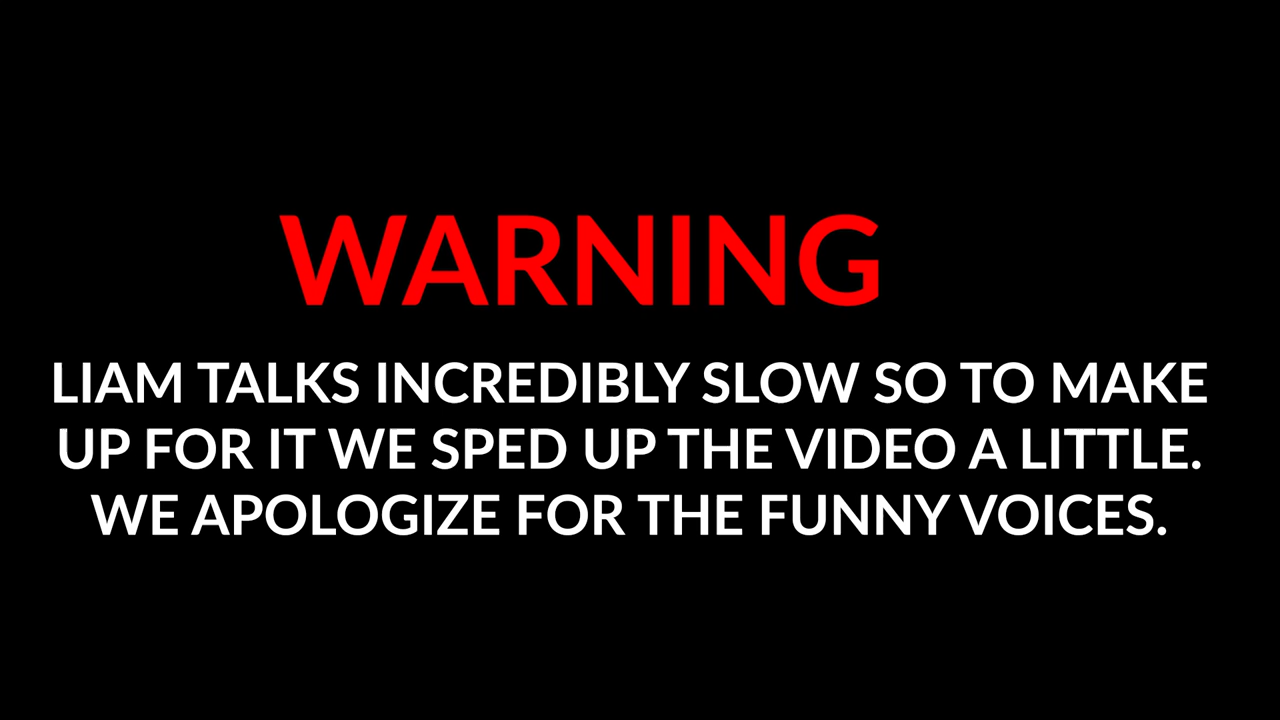 WARNING
LIAM TALKS INCREDIBLY SLOW SO TO MAKE
UP FOR IT WE SPED UP THE VIDEO A LITTLE.
WE APOLOGIZE FOR THE FUNNY VOICES.